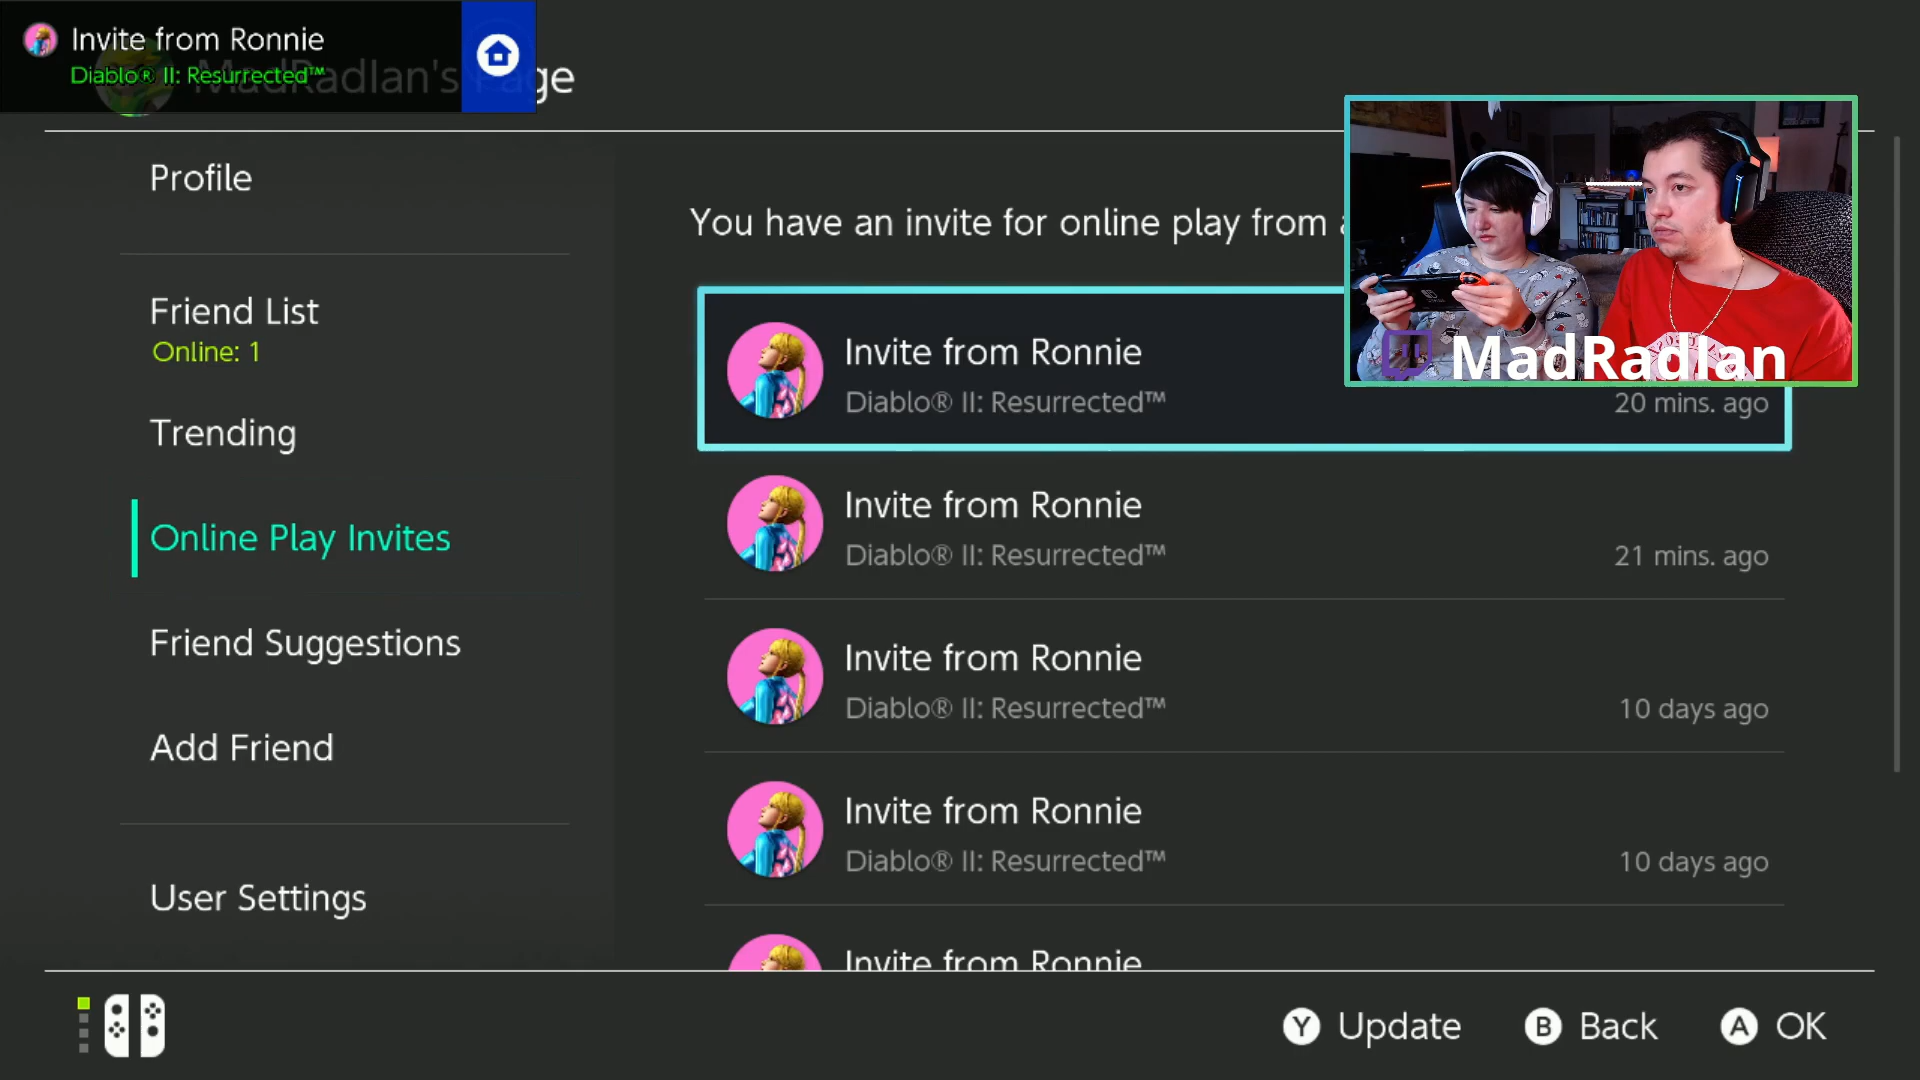 Invite from Ronnie
Diablo® II: Resurrected™
MadRadIan's Page
Profile
Friend List
Online: 1
Trending
Online Play Invites
Friend Suggestions
Add Friend
User Settings
You have an invite for online play from
Invite from Ronnie
Diablo® II: Resurrected™
20 mins. ago
Invite from Ronnie
Diablo® II: Resurrected™
21 mins. ago
Invite from Ronnie
Diablo® II: Resurrected™
10 days ago
Invite from Ronnie
Diablo® II: Resurrected™
10 days ago
Invite from Ronnie
MadRadIan
Y Update
B Back
A OK